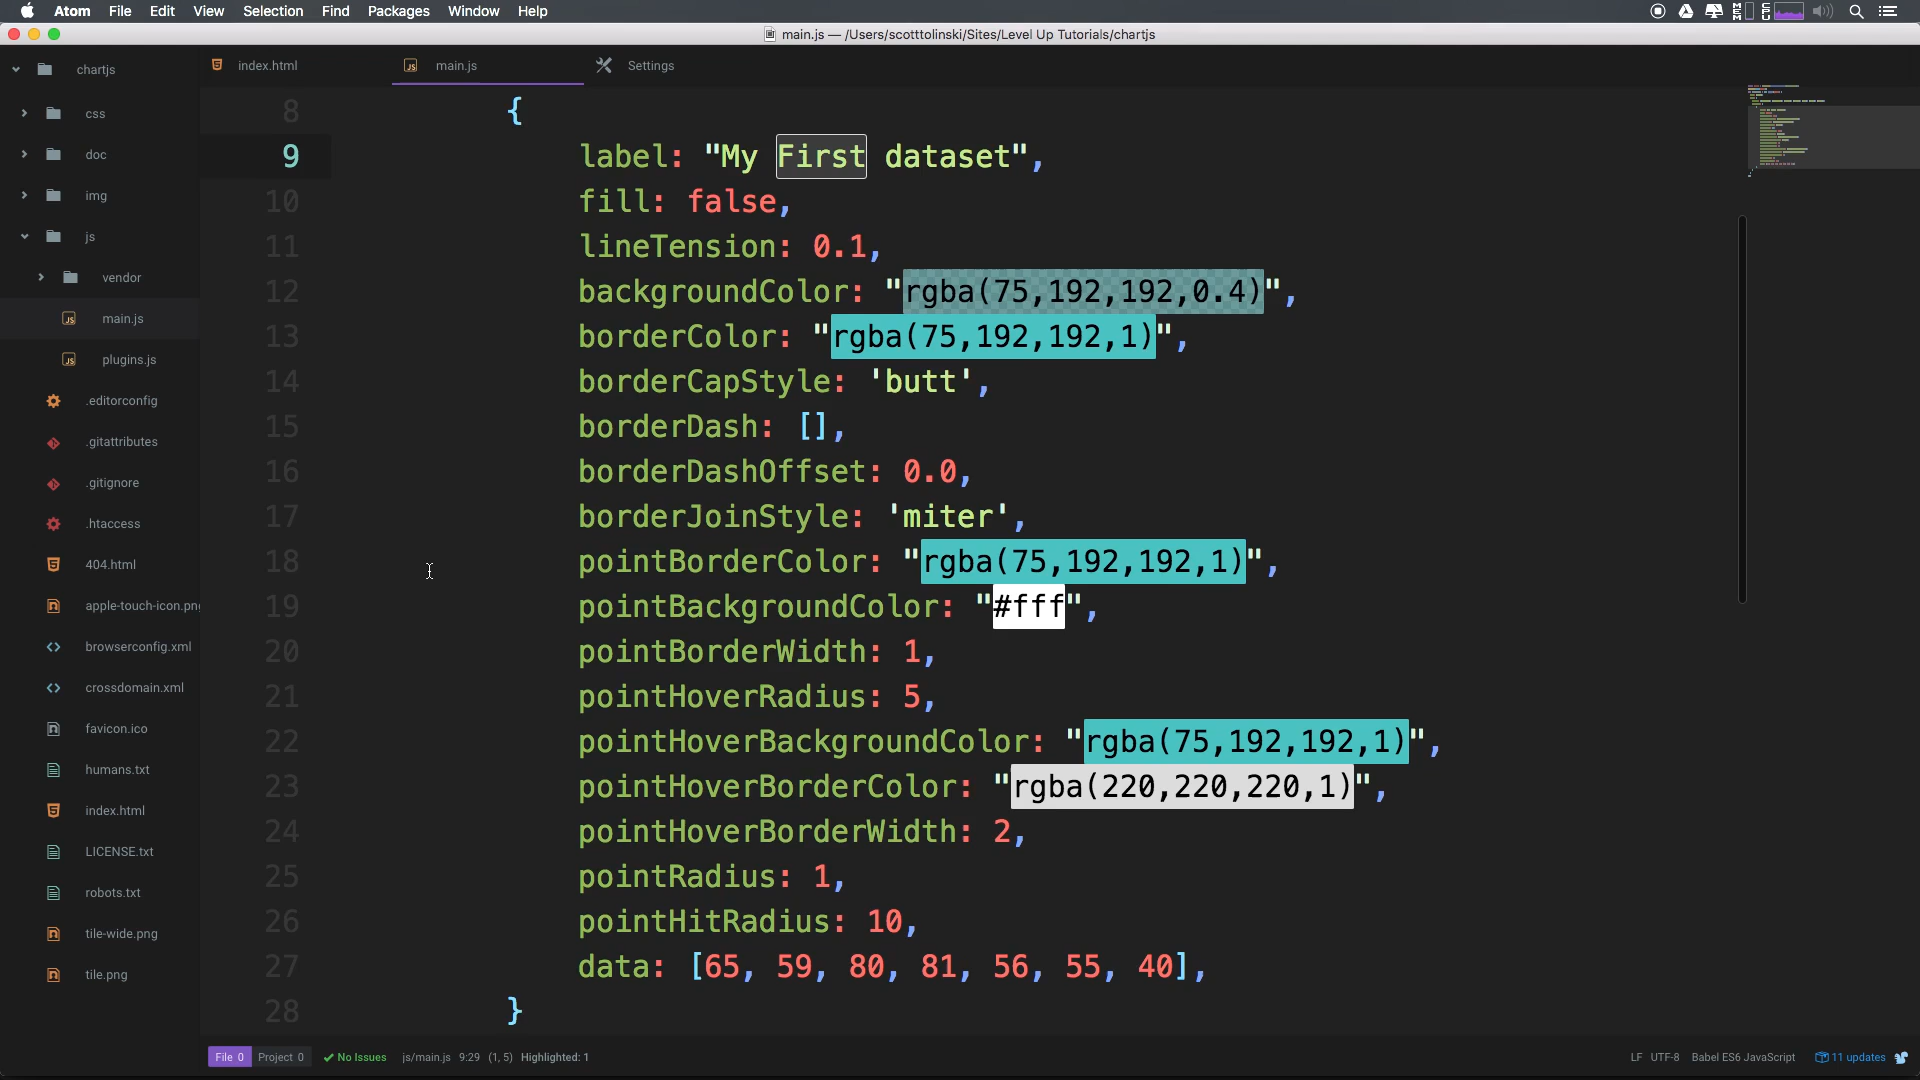 Atom File Edit View Selection Find Packages Window Help
main.js — /Users/scotttolinski/Sites/Level Up Tutorials/chartjs
chartjs
css
doc
img
js
vendor
main.js
plugins.js
.editorconfig
.gitattributes
.gitignore
.htaccess
404.html
apple-touch-icon.png
browserconfig.xml
crossdomain.xml
favicon.ico
humans.txt
index.html
LICENSE.txt
robots.txt
tile-wide.png
tile.png
index.html main.js Settings
8 {
9 label: "My First dataset",
10 fill: false,
11 lineTension: 0.1,
12 backgroundColor: "rgba(75,192,192,0.4)",
13 borderColor: "rgba(75,192,192,1)",
14 borderCapStyle: 'butt',
15 borderDash: [],
16 borderDashOffset: 0.0,
17 borderJoinStyle: 'miter',
18 pointBorderColor: "rgba(75,192,192,1)",
19 pointBackgroundColor: "#fff",
20 pointBorderWidth: 1,
21 pointHoverRadius: 5,
22 pointHoverBackgroundColor: "rgba(75,192,192,1)",
23 pointHoverBorderColor: "rgba(220,220,220,1)",
24 pointHoverBorderWidth: 2,
25 pointRadius: 1,
26 pointHitRadius: 10,
27 data: [65, 59, 80, 81, 56, 55, 40],
28 }
File 0 Project 0 No Issues js/main.js 9:29 (1, 5) Highlighted: 1 LF UTF-8 Babel ES6 JavaScript 11 updates